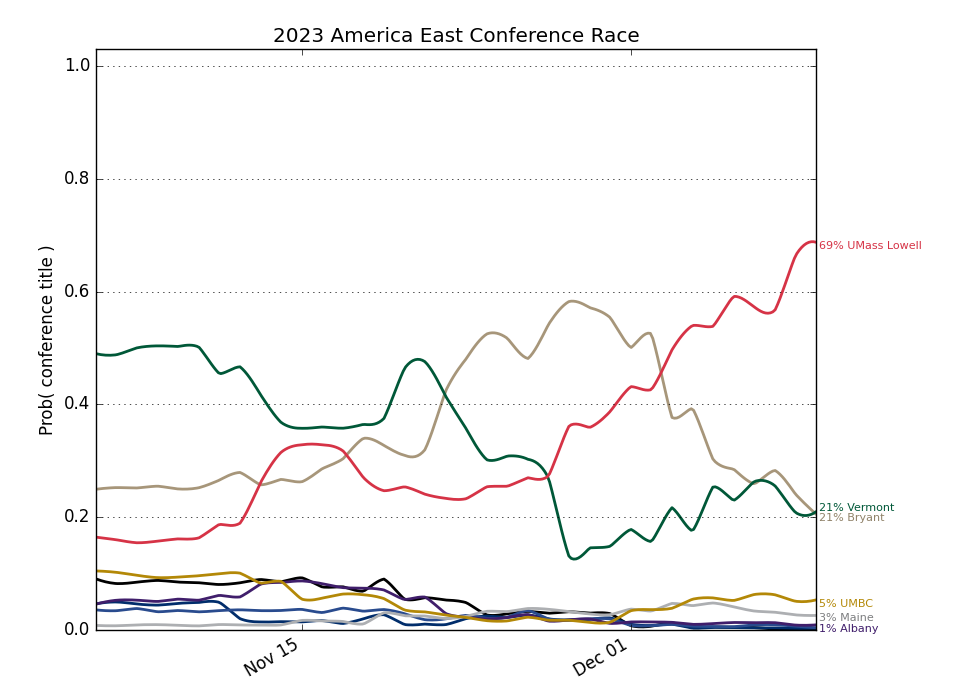 2023 America East Conference Race
Prob( conference title )
1.0
0.8
0.6
0.4
0.2
0.0
69% UMass Lowell
21% Vermont
21% Bryant
5% UMBC
3% Maine
1% Albany
Nov 15
Dec 01